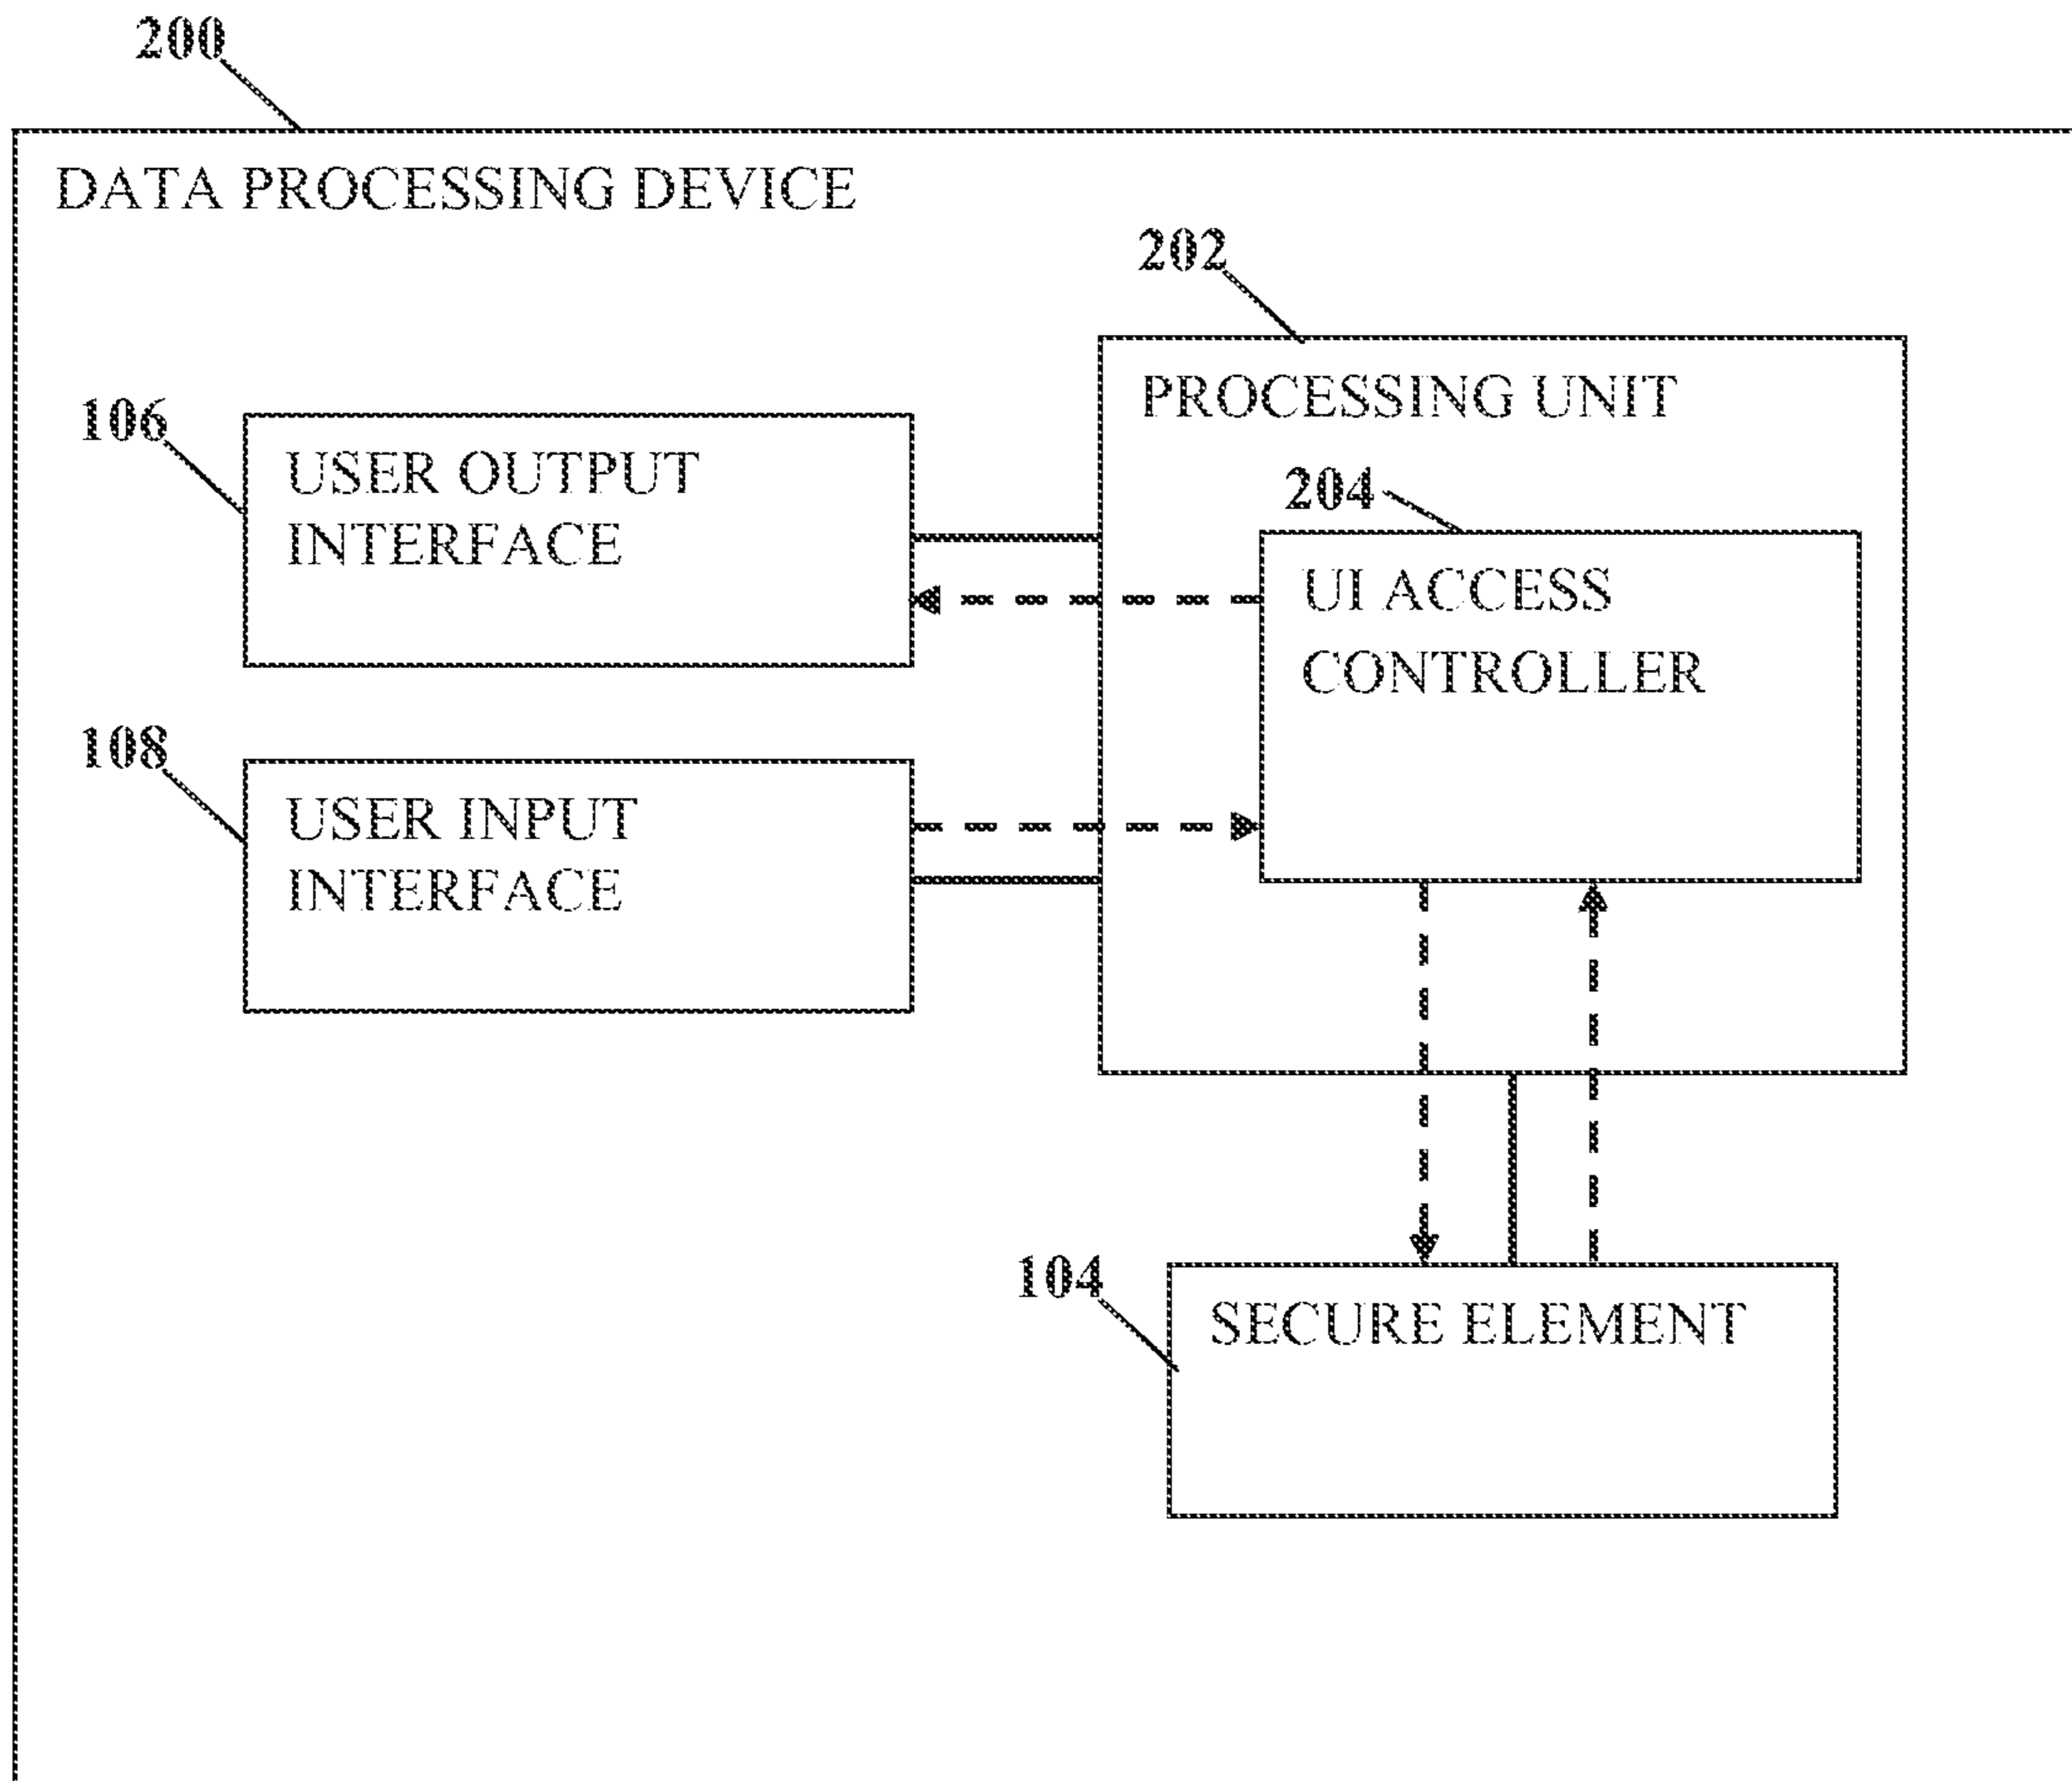 200
DATA PROCESSING DEVICE
202
PROCESSING UNIT
106
USER OUTPUT
INTERFACE
204
UI ACCESS
CONTROLLER
108
USER INPUT
INTERFACE
104
SECURE ELEMENT